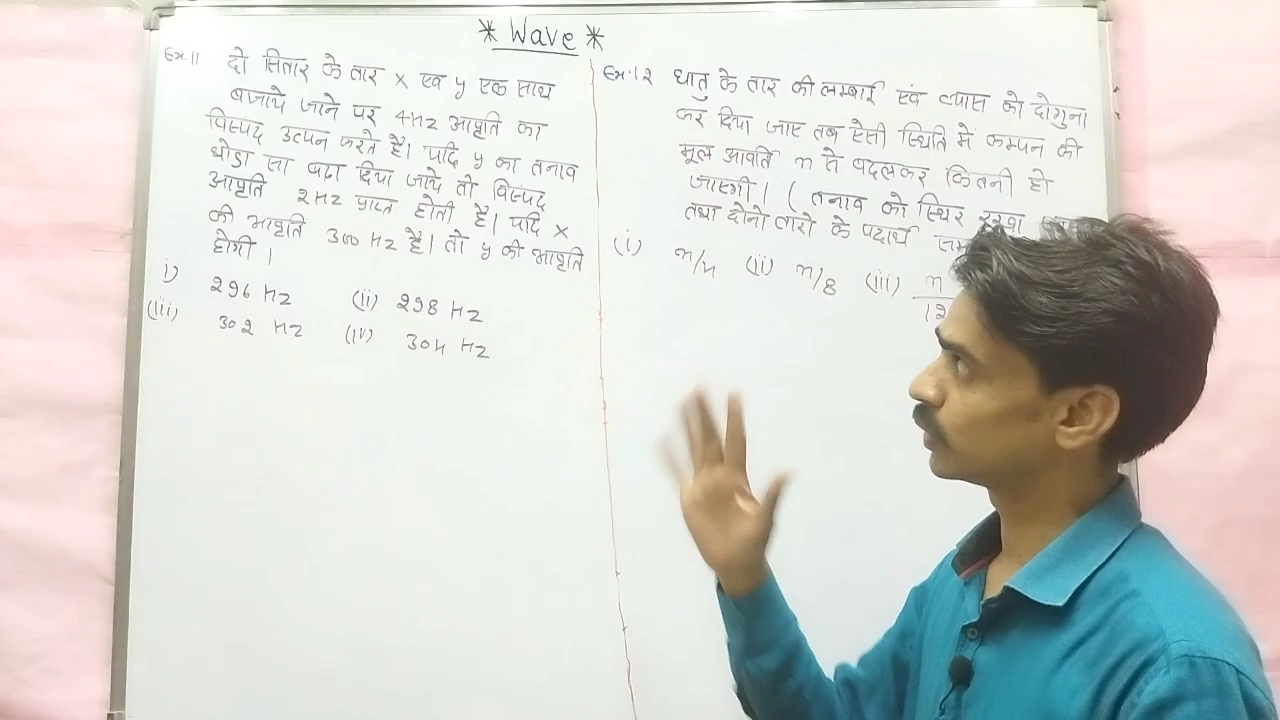 * Wave *
Ex.11 दो सितार के तार x एवं y एक साथ
बजाये जाने पर 4Hz आवृति का
विस्पंद उत्पन करते हैं। यदि y का तनाव
थोडा सा बढा दिया जाये तो विस्पंद
आवृति 2Hz प्राप्त होती हैं। यदि x
की आवृति 300 Hz हैं। तो y की आवृति
होगी ।
i) 296 Hz (ii) 298 Hz
(iii) 302 Hz (iv) 304 Hz
Ex.12 धातु के तार की लम्बाई एवं व्यास को दोगुना
कर दिया जाए तब ऐसी स्थिति में कम्पन की
मूल आवर्ति n से बदलकर कितनी हो
जाएगी। ( तनाव को स्थिर रखा
तथा दोनो तारो के पदार्थ
(i) n/4 (ii) n/8 (iii) n
12